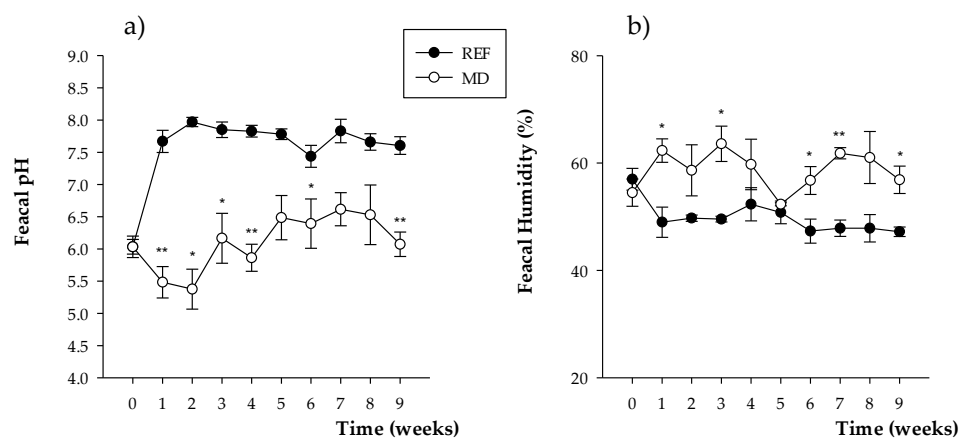 a)
REF
MD
b)
9.0
8.5
8.0
7.5
7.0
6.5
6.0
5.5
5.0
4.5
4.0
Feacal pH
** * * ** * **
0 1 2 3 4 5 6 7 8 9
Time (weeks)
80
60
40
20
Feacal Humidity (%)
* * * ** *
0 1 2 3 4 5 6 7 8 9
Time (weeks)